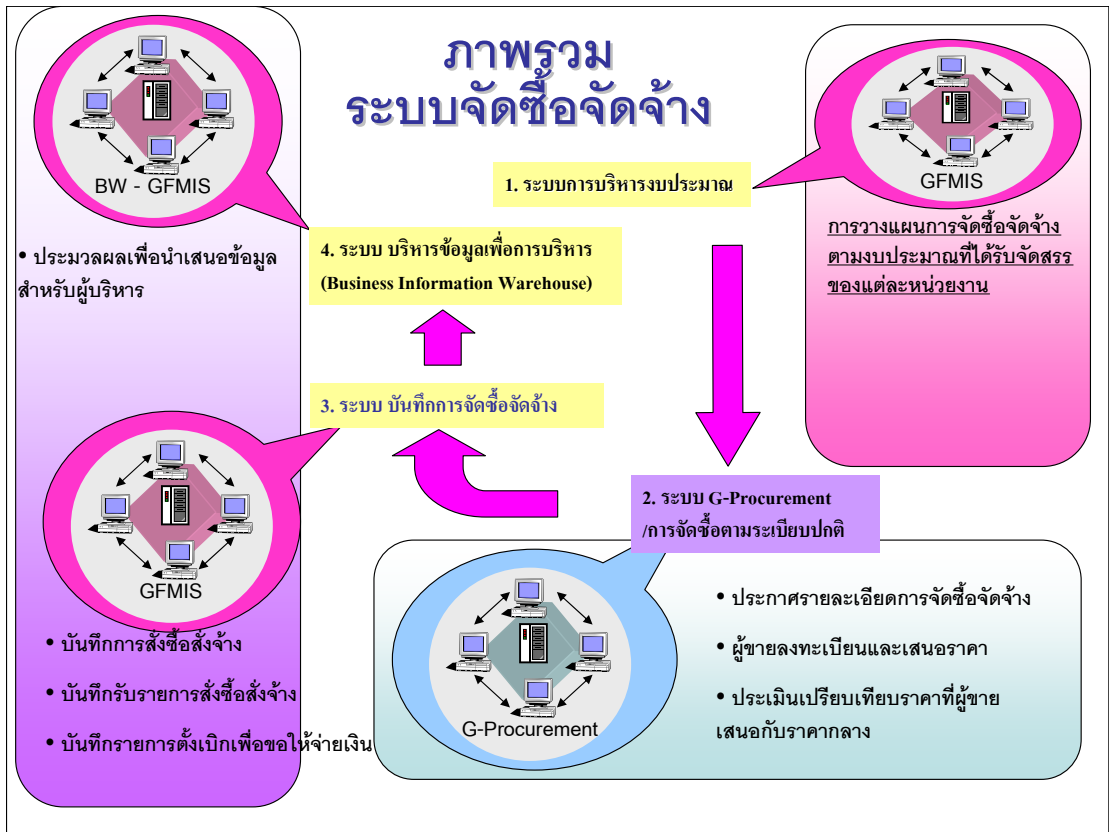 ภาพรวม
ระบบจัดซื้อจัดจ้าง
BW - GFMIS
• ประมวลผลเพื่อนำเสนอข้อมูล
สำหรับผู้บริหาร
1. ระบบการบริหารงบประมาณ
GFMIS
การวางแผนการจัดซื้อจัดจ้าง
ตามงบประมาณที่ได้รับจัดสรร
ของแต่ละหน่วยงาน
4. ระบบ บริหารข้อมูลเพื่อการบริหาร
(Business Information Warehouse)
3. ระบบ บันทึกการจัดซื้อจัดจ้าง
GFMIS
• บันทึกการสั่งซื้อสั่งจ้าง
• บันทึกรับรายการสั่งซื้อสั่งจ้าง
• บันทึกรายการตั้งเบิกเพื่อขอให้จ่ายเงิน
2. ระบบ G-Procurement
/การจัดซื้อตามระเบียบปกติ
G-Procurement
• ประกาศรายละเอียดการจัดซื้อจัดจ้าง
• ผู้ขายลงทะเบียนและเสนอราคา
• ประเมินเปรียบเทียบราคาที่ผู้ขาย
เสนอกับราคากลาง